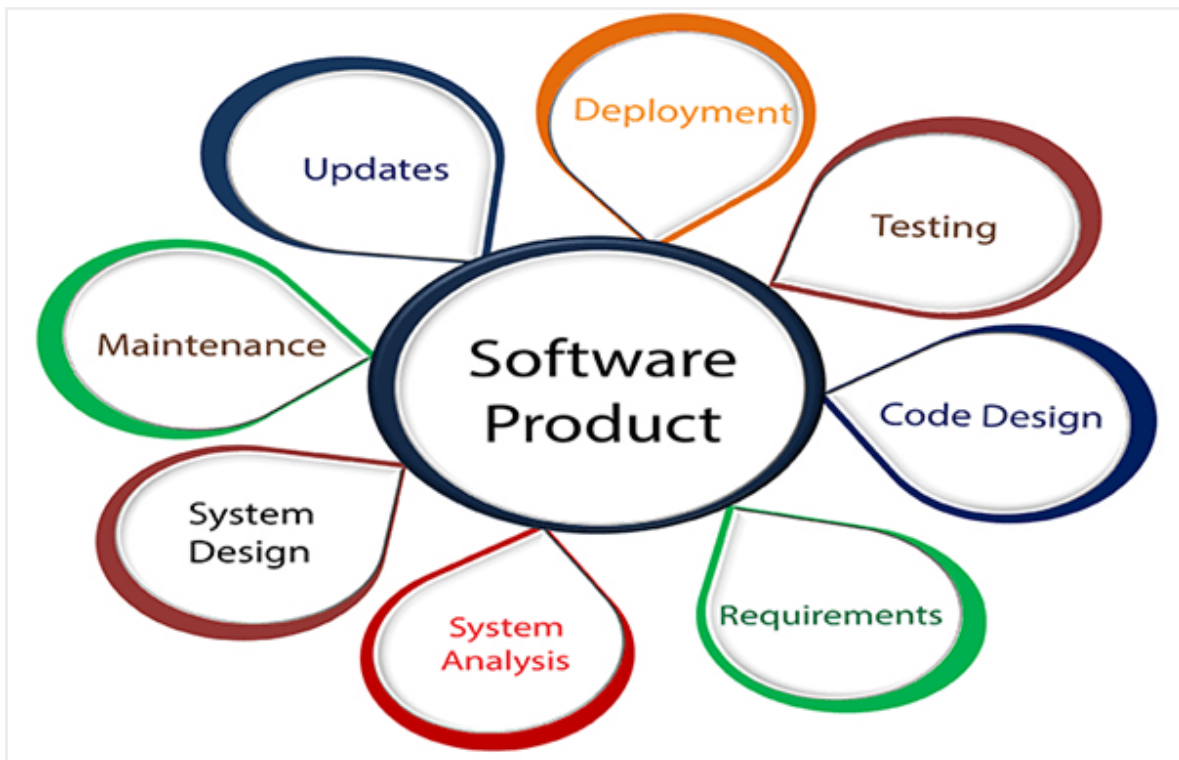 Deployment
Updates
Testing
Maintenance
Software
Product
Code Design
System
Design
System
Analysis
Requirements